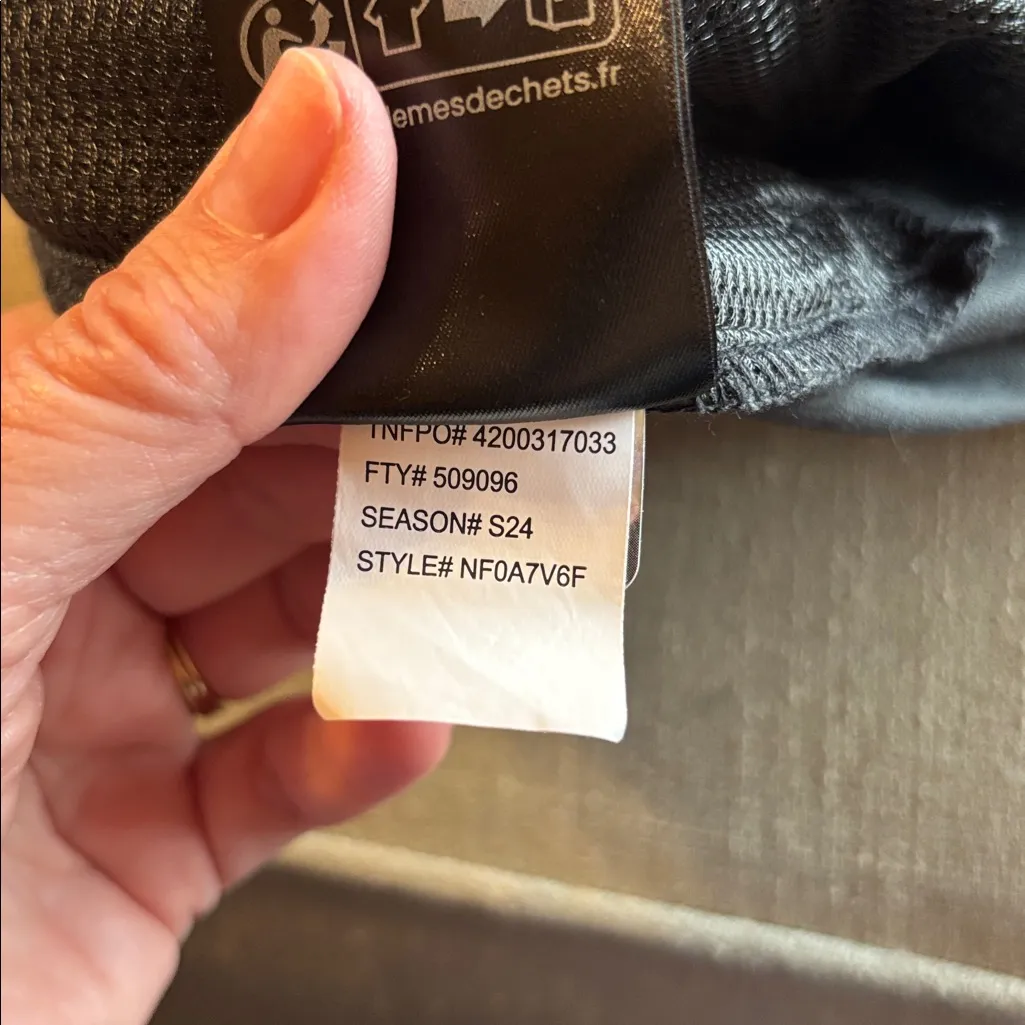 emesdechets.fr
TNFPO# 4200317033
FTY# 509096
SEASON# S24
STYLE# NF0A7V6F